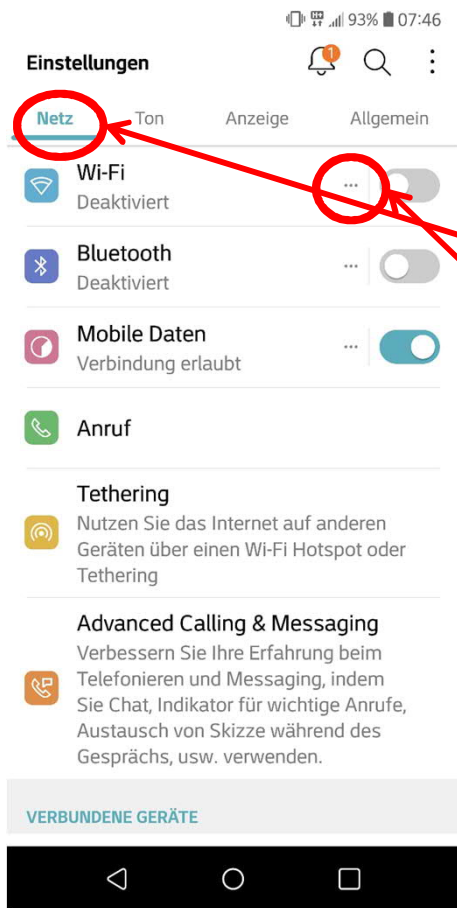 93% 07:46
Einstellungen
1
Netz Ton Anzeige Allgemein
Wi-Fi
Deaktiviert
Bluetooth
Deaktiviert
Mobile Daten
Verbindung erlaubt
Anruf
Tethering
Nutzen Sie das Internet auf anderen
Geräten über einen Wi-Fi Hotspot oder
Tethering
Advanced Calling & Messaging
Verbessern Sie Ihre Erfahrung beim
Telefonieren und Messaging, indem
Sie Chat, Indikator für wichtige Anrufe,
Austausch von Skizze während des
Gesprächs, usw. verwenden.
VERBUNDENE GERÄTE